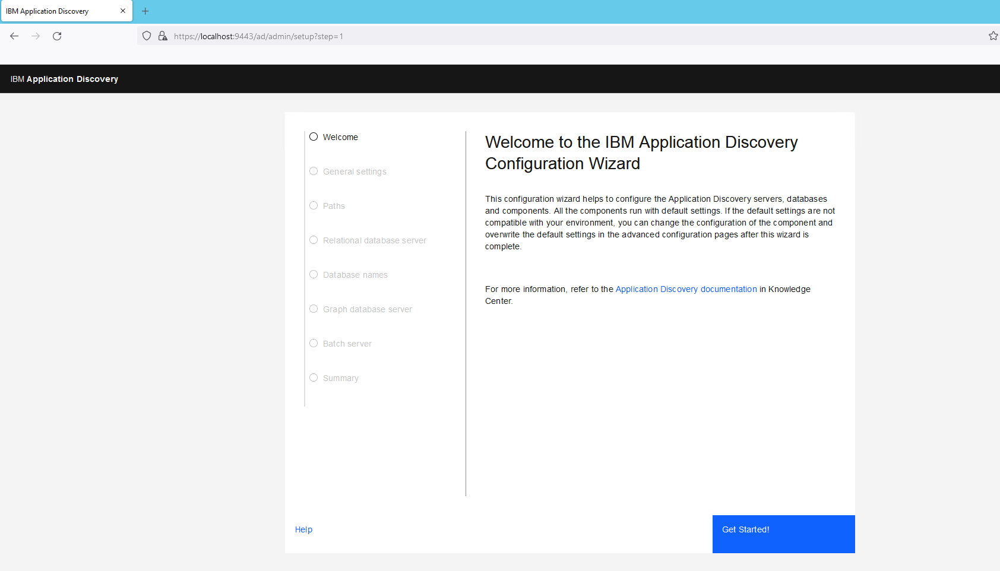 IBM Application Discovery
https://localhost:9443/ad/admin/setup?step=1
IBM Application Discovery
Welcome
General settings
Paths
Relational database server
Database names
Graph database server
Batch server
Summary
Welcome to the IBM Application Discovery
Configuration Wizard
This configuration wizard helps to configure the Application Discovery servers, databases
and components. All the components run with default settings. If the default settings are not
compatible with your environment, you can change the configuration of the component and
overwrite the default settings in the advanced configuration pages after this wizard is
complete.
For more information, refer to the Application Discovery documentation in Knowledge
Center.
Help
Get Started!